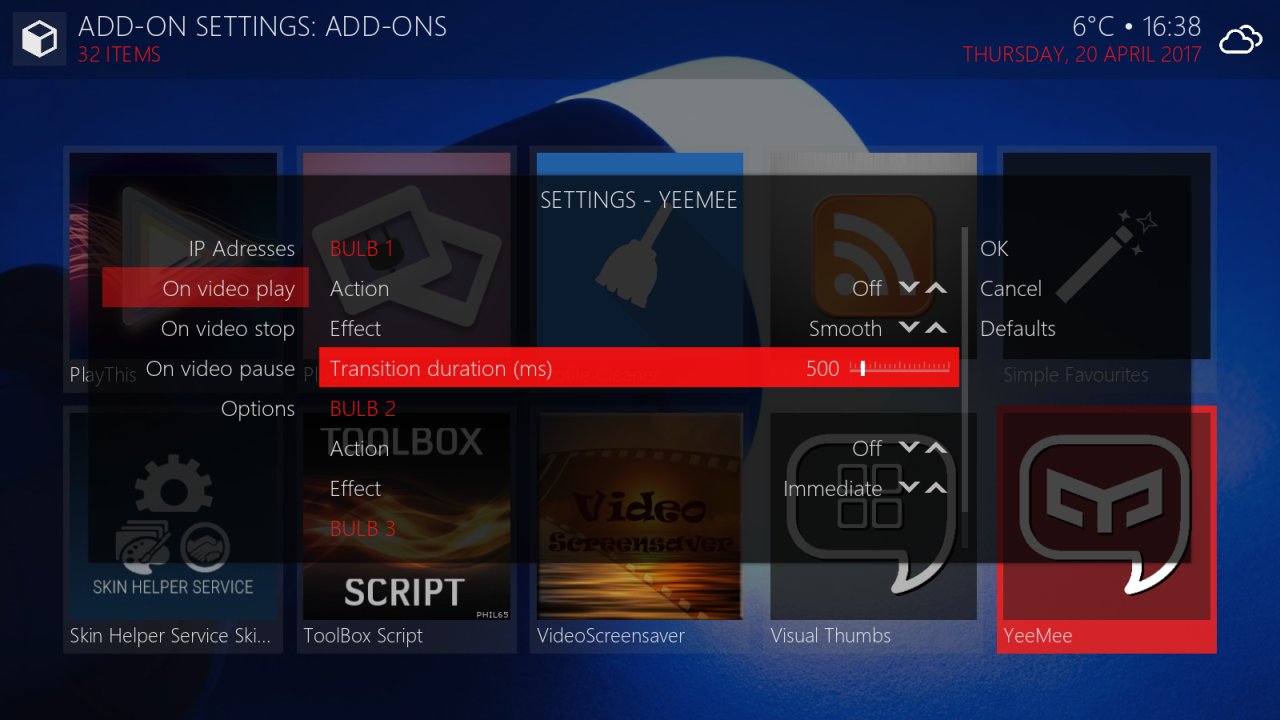 ADD-ON SETTINGS: ADD-ONS
32 ITEMS
6°C • 16:38
THURSDAY, 20 APRIL 2017
SETTINGS - YEEMEE
IP Adresses
On video play
On video stop
On video pause
Options
BULB 1
Action
Off
Effect
Smooth
Transition duration (ms)
500
BULB 2
Action
Off
Effect
Immediate
BULB 3
OK
Cancel
Defaults
PlayThis
Simple Favourites
SKIN HELPER SERVICE
Skin Helper Service Ski...
TOOLBOX
SCRIPT
PHIL65
ToolBox Script
Video
Screensaver
VideoScreensaver
Visual Thumbs
YeeMee